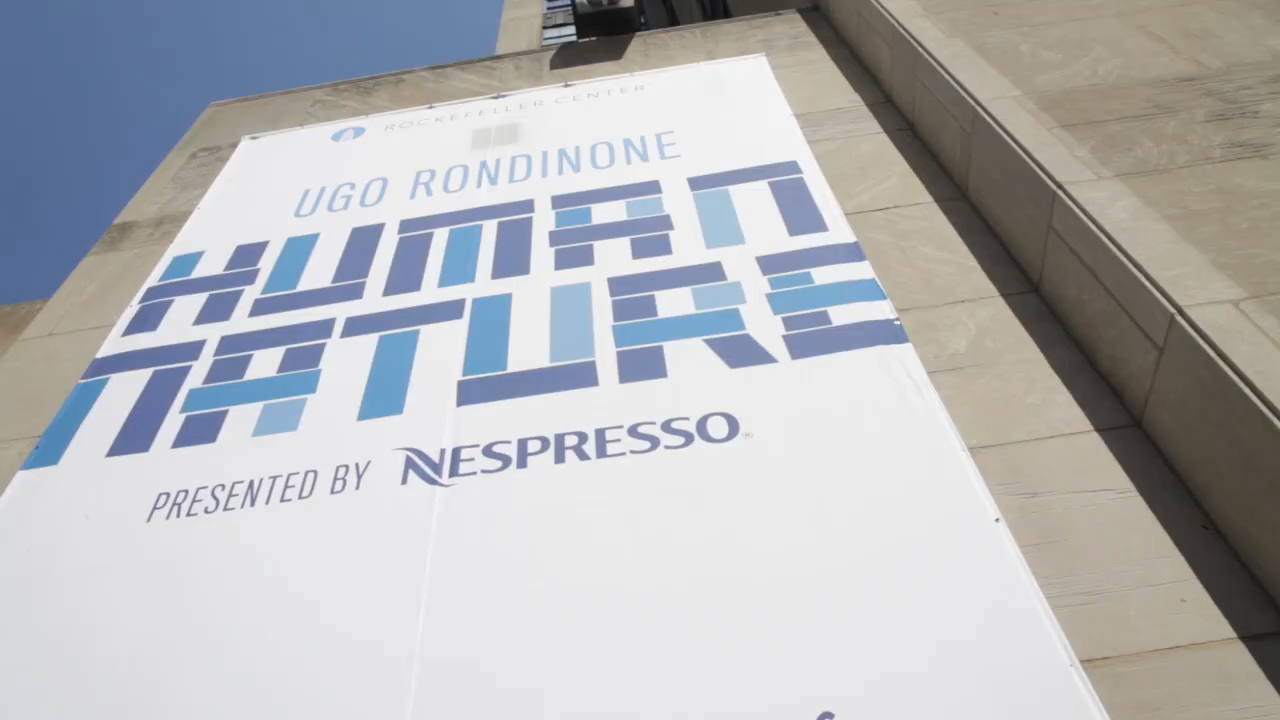 ROCKEFELLER CENTER
UGO RONDINONE
HUMAN
NATURE
PRESENTED BY NESPRESSO®